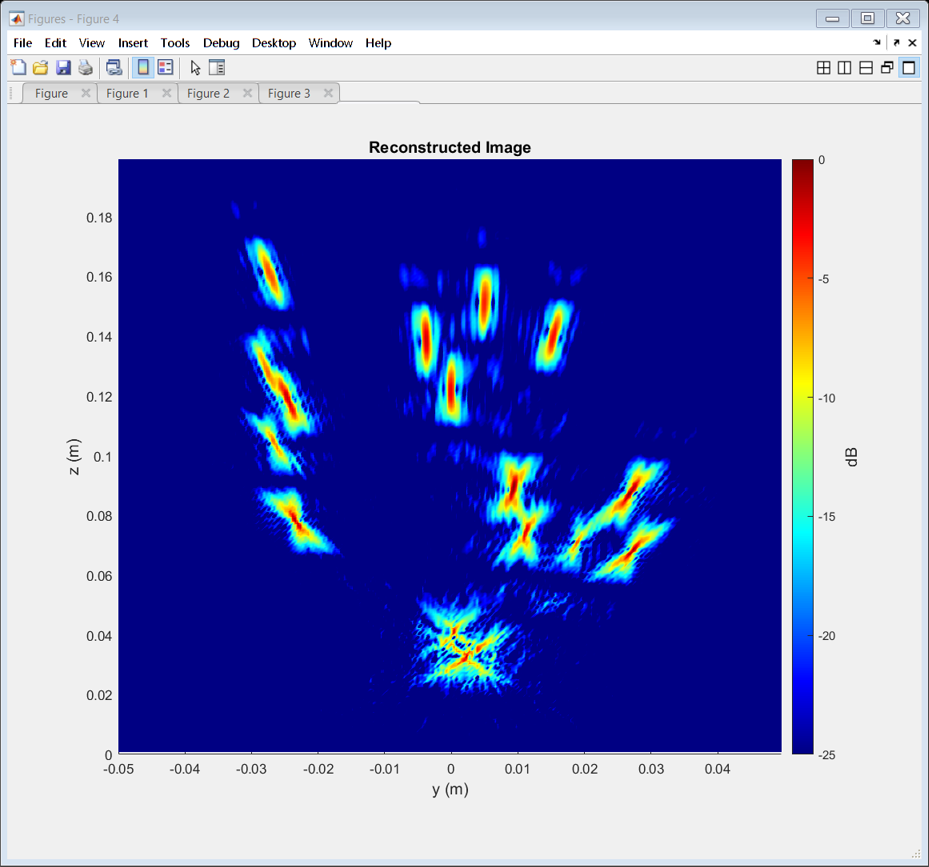 Figures - Figure 4
File Edit View Insert Tools Debug Desktop Window Help
Figure Figure 1 Figure 2 Figure 3
Reconstructed Image
0.18
0.16
0.14
0.12
0.1
0.08
0.06
0.04
0.02
0
z (m)
-0.05 -0.04 -0.03 -0.02 -0.01 0 0.01 0.02 0.03 0.04
y (m)
0
-5
-10
-15
-20
-25
dB